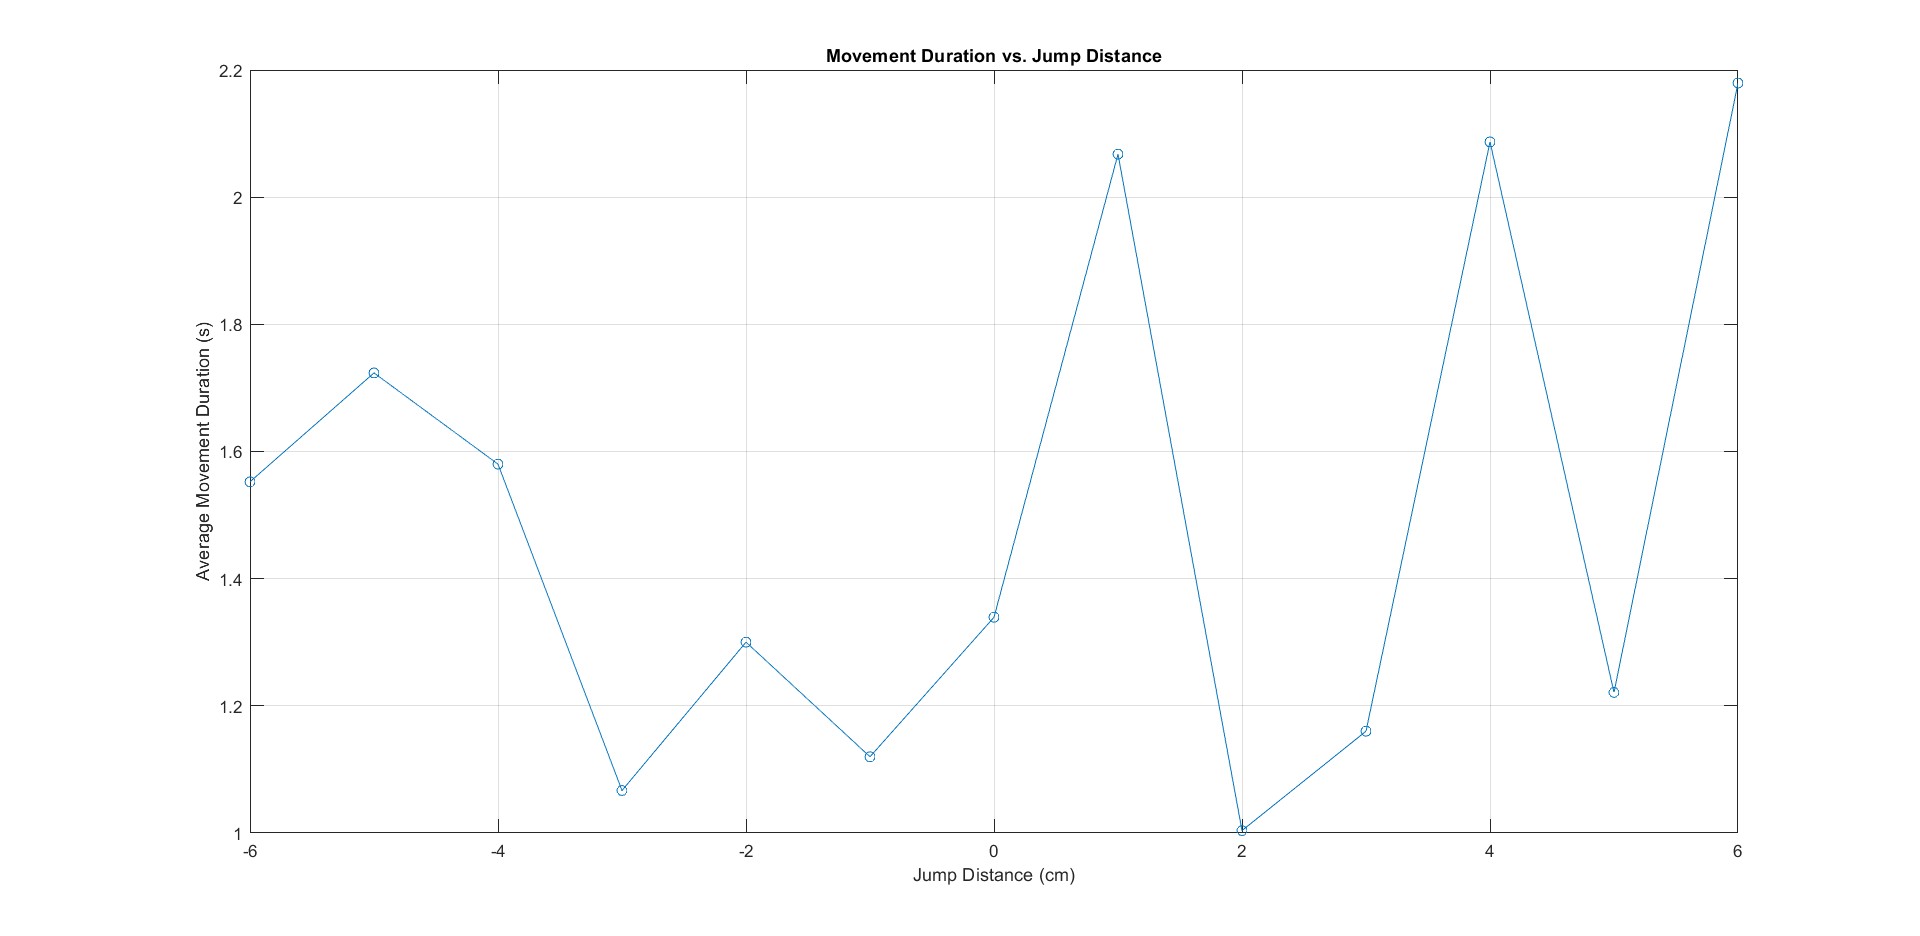 Movement Duration vs. Jump Distance
2.2
2
1.8
1.6
1.4
1.2
1
Average Movement Duration (s)
-6 -4 -2 0 2 4 6
Jump Distance (cm)